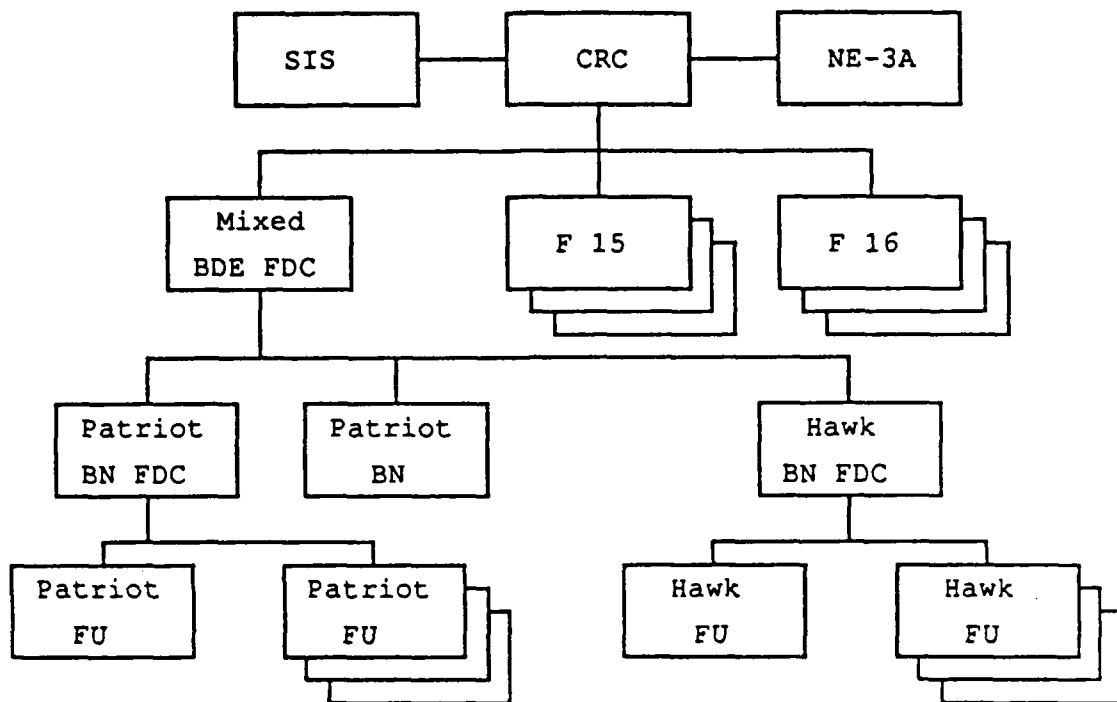 SIS
CRC
NE-3A
Mixed
BDE FDC
F 15
F 16
Patriot
BN FDC
Patriot
BN
Hawk
BN FDC
Patriot
FU
Patriot
FU
Hawk
FU
Hawk
FU